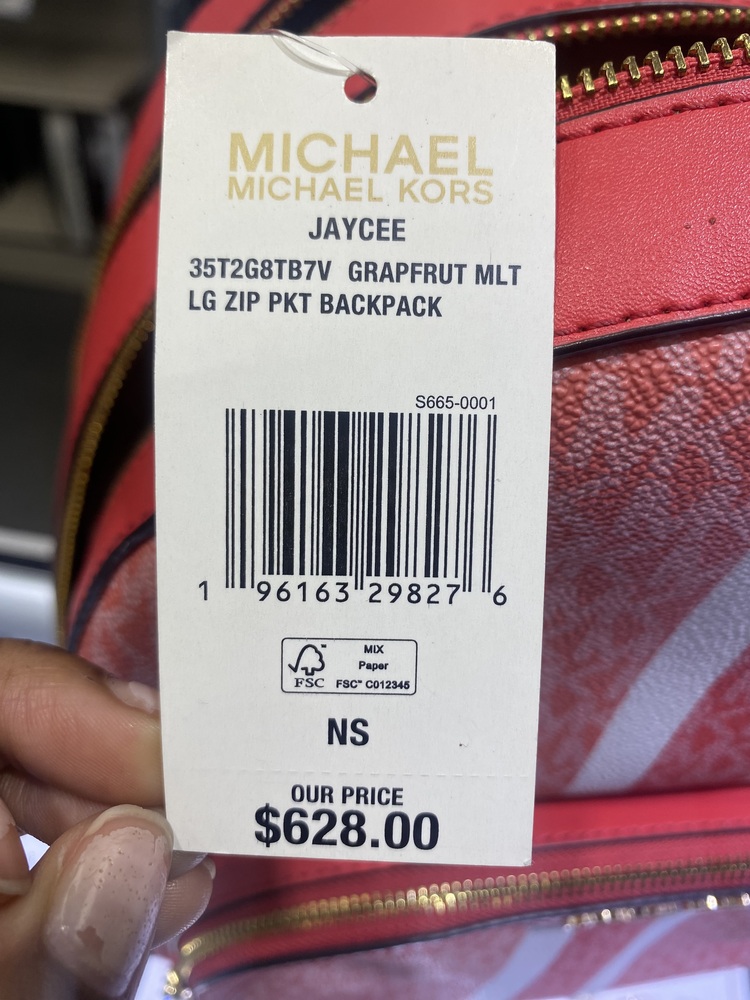 MICHAEL
MICHAEL KORS
JAYCEE
35T2G8TB7V GRAPFRUT MLT
LG ZIP PKT BACKPACK
S665-0001
1 96163 29827 6
MIX
Paper
FSC™ C012345
FSC
NS
OUR PRICE
$628.00